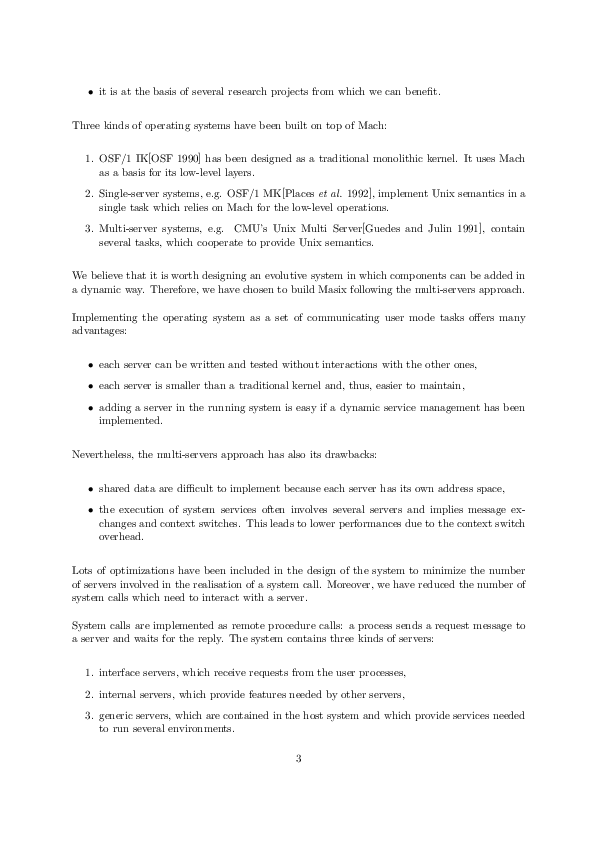 • it is at the basis of several research projects from which we can benefit.
Three kinds of operating systems have been built on top of Mach:
1. OSF/1 IK[OSF 1990] has been designed as a traditional monolithic kernel. It uses Mach
as a basis for its low-level layers.
2. Single-server systems, e.g. OSF/1 MK[Places et al. 1992], implement Unix semantics in a
single task which relies on Mach for the low-level operations.
3. Multi-server systems, e.g. CMU's Unix Multi Server[Guedes and Julin 1991], contain
several tasks, which cooperate to provide Unix semantics.
We believe that it is worth designing an evolutive system in which components can be added in
a dynamic way. Therefore, we have chosen to build Masix following the multi-servers approach.
Implementing the operating system as a set of communicating user mode tasks offers many
advantages:
• each server can be written and tested without interactions with the other ones,
• each server is smaller than a traditional kernel and, thus, easier to maintain,
• adding a server in the running system is easy if a dynamic service management has been
implemented.
Nevertheless, the multi-servers approach has also its drawbacks:
• shared data are difficult to implement because each server has its own address space,
• the execution of system services often involves several servers and implies message ex-
changes and context switches. This leads to lower performances due to the context switch
overhead.
Lots of optimizations have been included in the design of the system to minimize the number
of servers involved in the realisation of a system call. Moreover, we have reduced the number of
system calls which need to interact with a server.
System calls are implemented as remote procedure calls: a process sends a request message to
a server and waits for the reply. The system contains three kinds of servers:
1. interface servers, which receive requests from the user processes,
2. internal servers, which provide features needed by other servers,
3. generic servers, which are contained in the host system and which provide services needed
to run several environments.
3